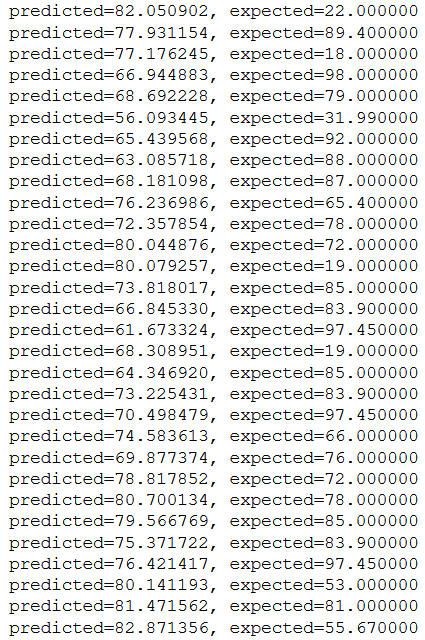 predicted=82.050902, expected=22.000000
predicted=77.931154, expected=89.400000
predicted=77.176245, expected=18.000000
predicted=66.944883, expected=98.000000
predicted=68.692228, expected=79.000000
predicted=56.093445, expected=31.990000
predicted=65.439568, expected=92.000000
predicted=63.085718, expected=88.000000
predicted=68.181098, expected=87.000000
predicted=76.236986, expected=65.400000
predicted=72.357854, expected=78.000000
predicted=80.044876, expected=72.000000
predicted=80.079257, expected=19.000000
predicted=73.818017, expected=85.000000
predicted=66.845330, expected=83.900000
predicted=61.673324, expected=97.450000
predicted=68.308951, expected=19.000000
predicted=64.346920, expected=85.000000
predicted=73.225431, expected=83.900000
predicted=70.498479, expected=97.450000
predicted=74.583613, expected=66.000000
predicted=69.877374, expected=76.000000
predicted=78.817852, expected=72.000000
predicted=80.700134, expected=78.000000
predicted=79.566769, expected=85.000000
predicted=75.371722, expected=83.900000
predicted=76.421417, expected=97.450000
predicted=80.141193, expected=53.000000
predicted=81.471562, expected=81.000000
predicted=82.871356, expected=55.670000